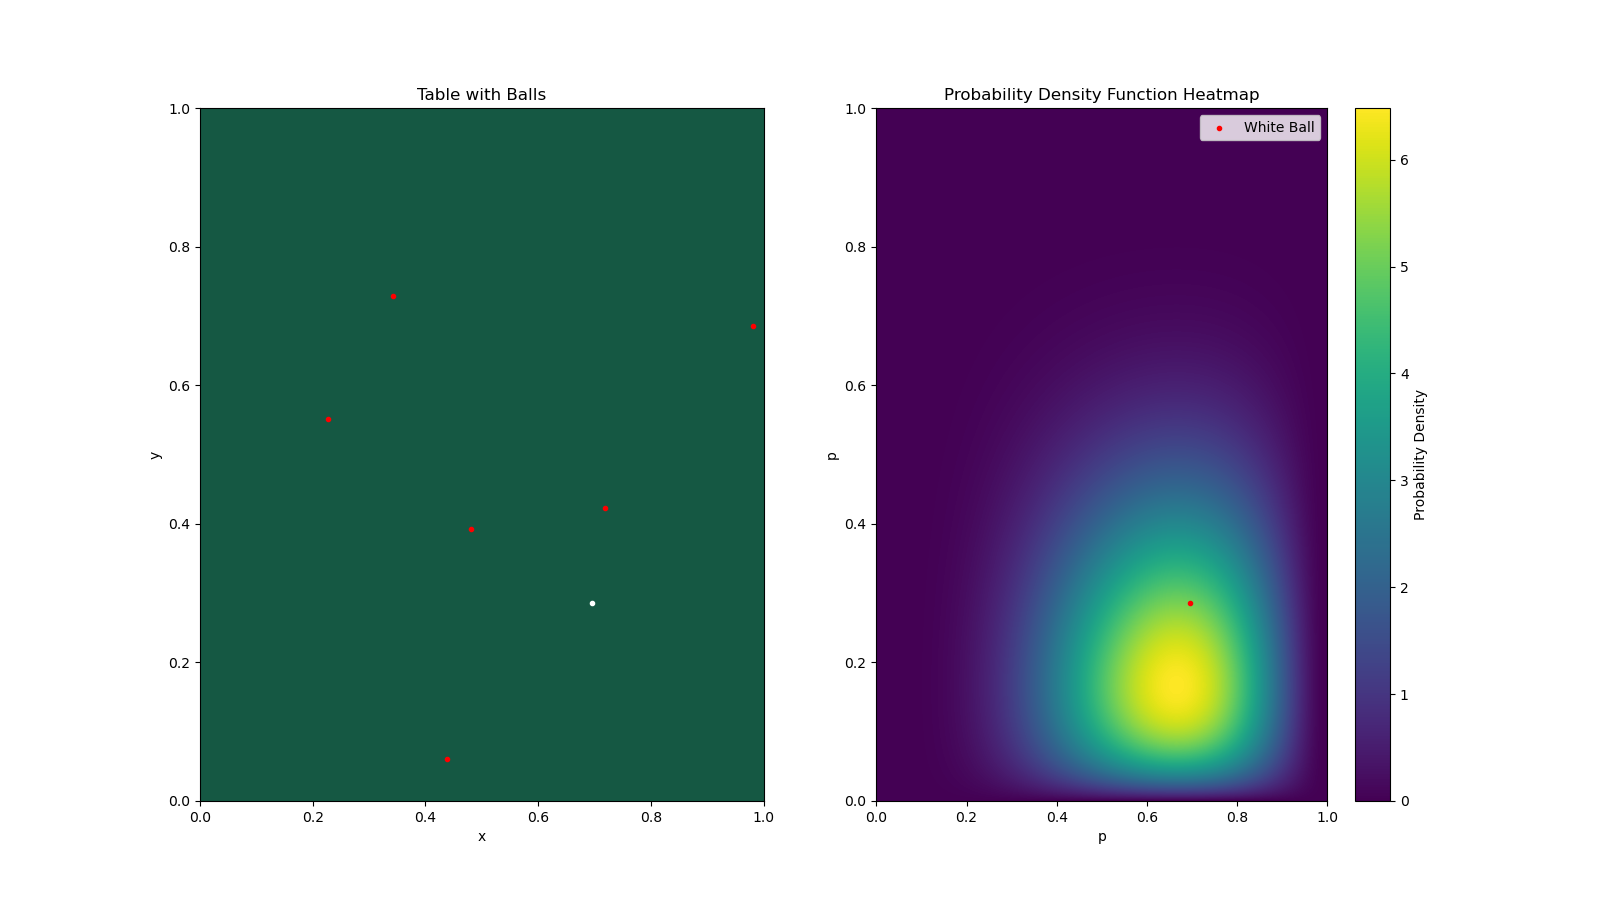 Table with Balls
1.0
0.8
0.6
0.4
0.2
0.0
y
0.0 0.2 0.4 0.6 0.8 1.0
x
Probability Density Function Heatmap
White Ball
1.0
0.8
0.6
0.4
0.2
0.0
p
0.0 0.2 0.4 0.6 0.8 1.0
p
6
5
4
3
2
1
0
Probability Density